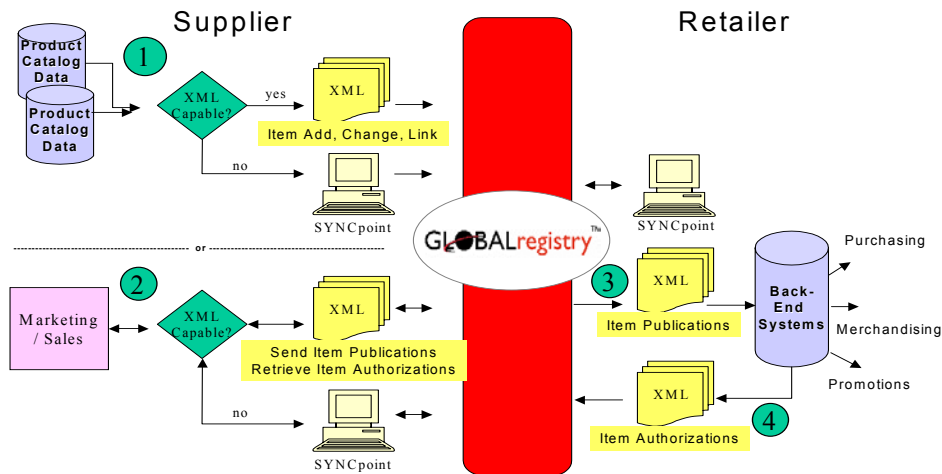 Supplier
Retailer
Product
Catalog
Data
Product
Catalog
Data
1
XML
Capable?
yes
XML
Item Add, Change, Link
no
SYNCpoint
SYNCpoint
or
GLOBALregistry™
2
Marketing
/ Sales
XML
Capable?
XML
Send Item Publications
Retrieve Item Authorizations
no
SYNCpoint
3
XML
Item Publications
Back-
End
Systems
Purchasing
Merchandising
Promotions
XML
Item Authorizations
4